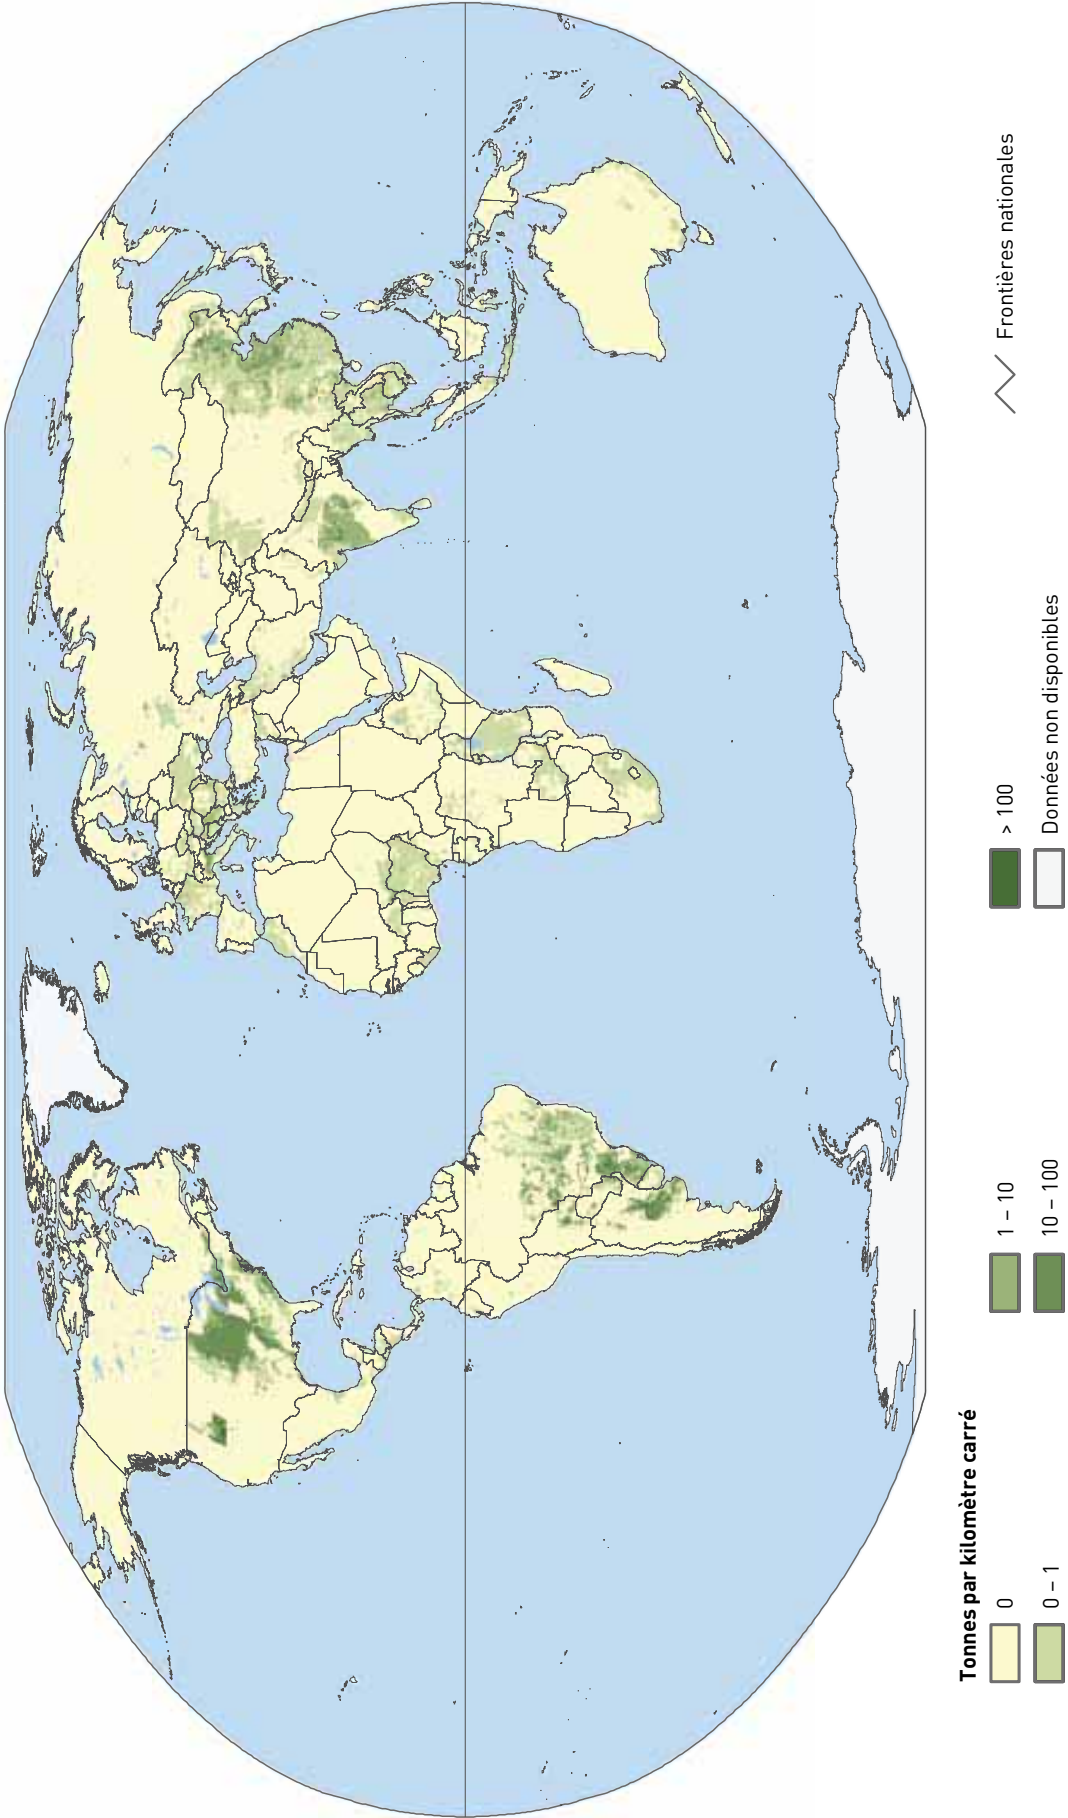 Tonnes par kilomètre carré
0
0 – 1
1 – 10
10 – 100
> 100
Données non disponibles
Frontières nationales